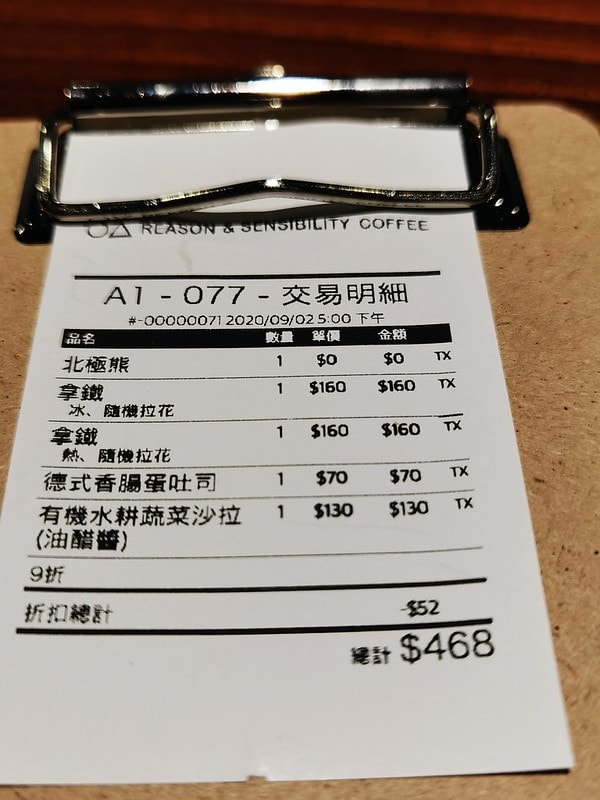 REASON & SENSIBILITY COFFEE
A1 - 077 - 交易明細
#-00000071 2020/09/02 5:00 下午
品名 數量 單價 金額
北極熊 1 $0 $0 TX
拿鐵 1 $160 $160 TX
冰、隨機拉花
拿鐵 1 $160 $160 TX
熱、隨機拉花
德式香腸蛋吐司 1 $70 $70 TX
有機水耕蔬菜沙拉 1 $130 $130 TX
(油醋醬)
9折
折扣總計 -$52
總計 $468